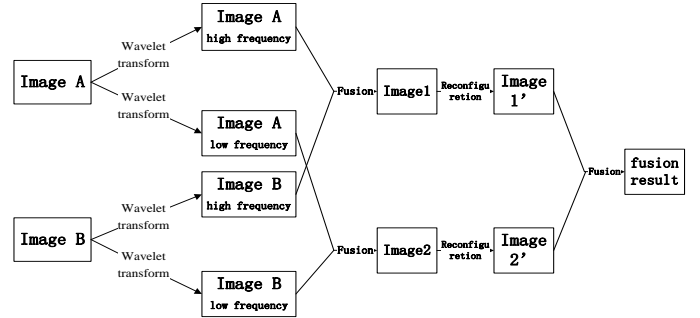 Image A
Wavelet
transform
Wavelet
transform
Image A
high frequency
Image A
low frequency
Image B
Wavelet
transform
Wavelet
transform
Image B
high frequency
Image B
low frequency
Fusion
Image1
Reconfigu
retion
Image
1’
Fusion
Image2
Reconfigu
retion
Image
2’
Fusion
fusion
result